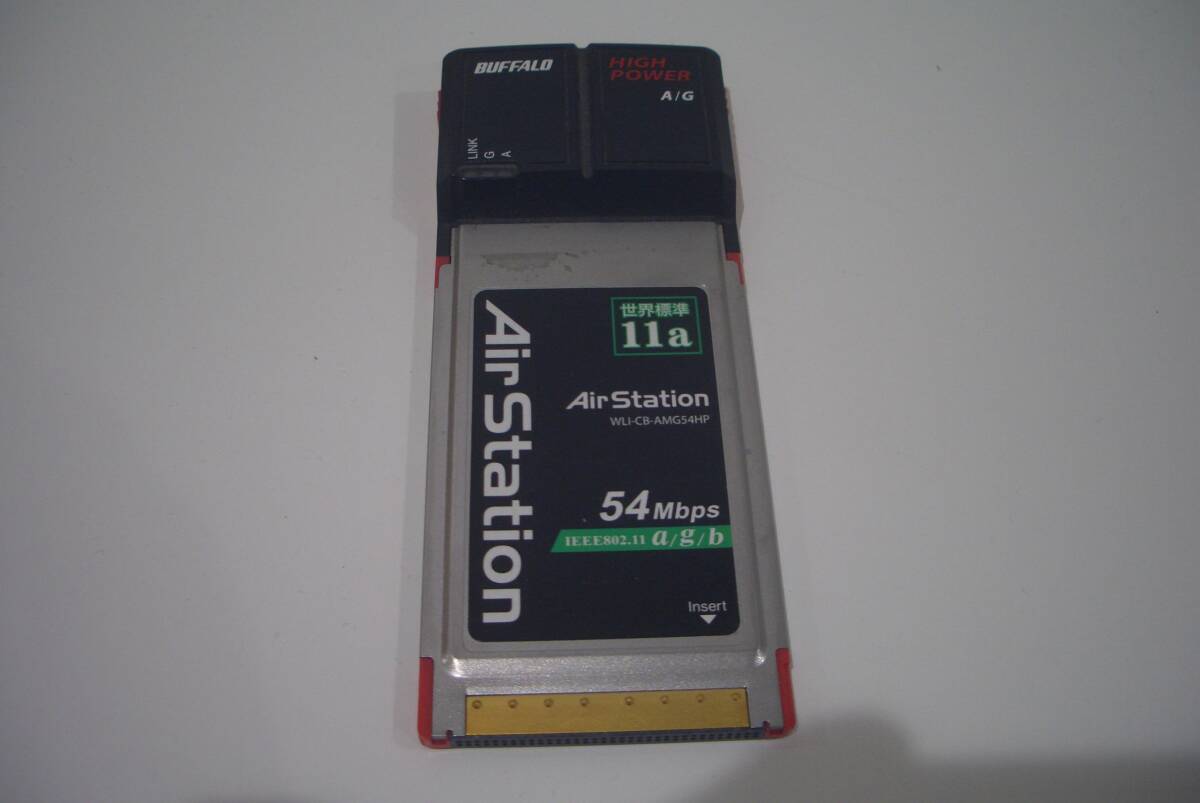 BUFFALO
HIGH
POWER
A/G
LINK
G
A
AirStation
世界標準
11a
AirStation
WLI-CB-AMG54HP
54Mbps
IEEE802.11 a/g/b
Insert